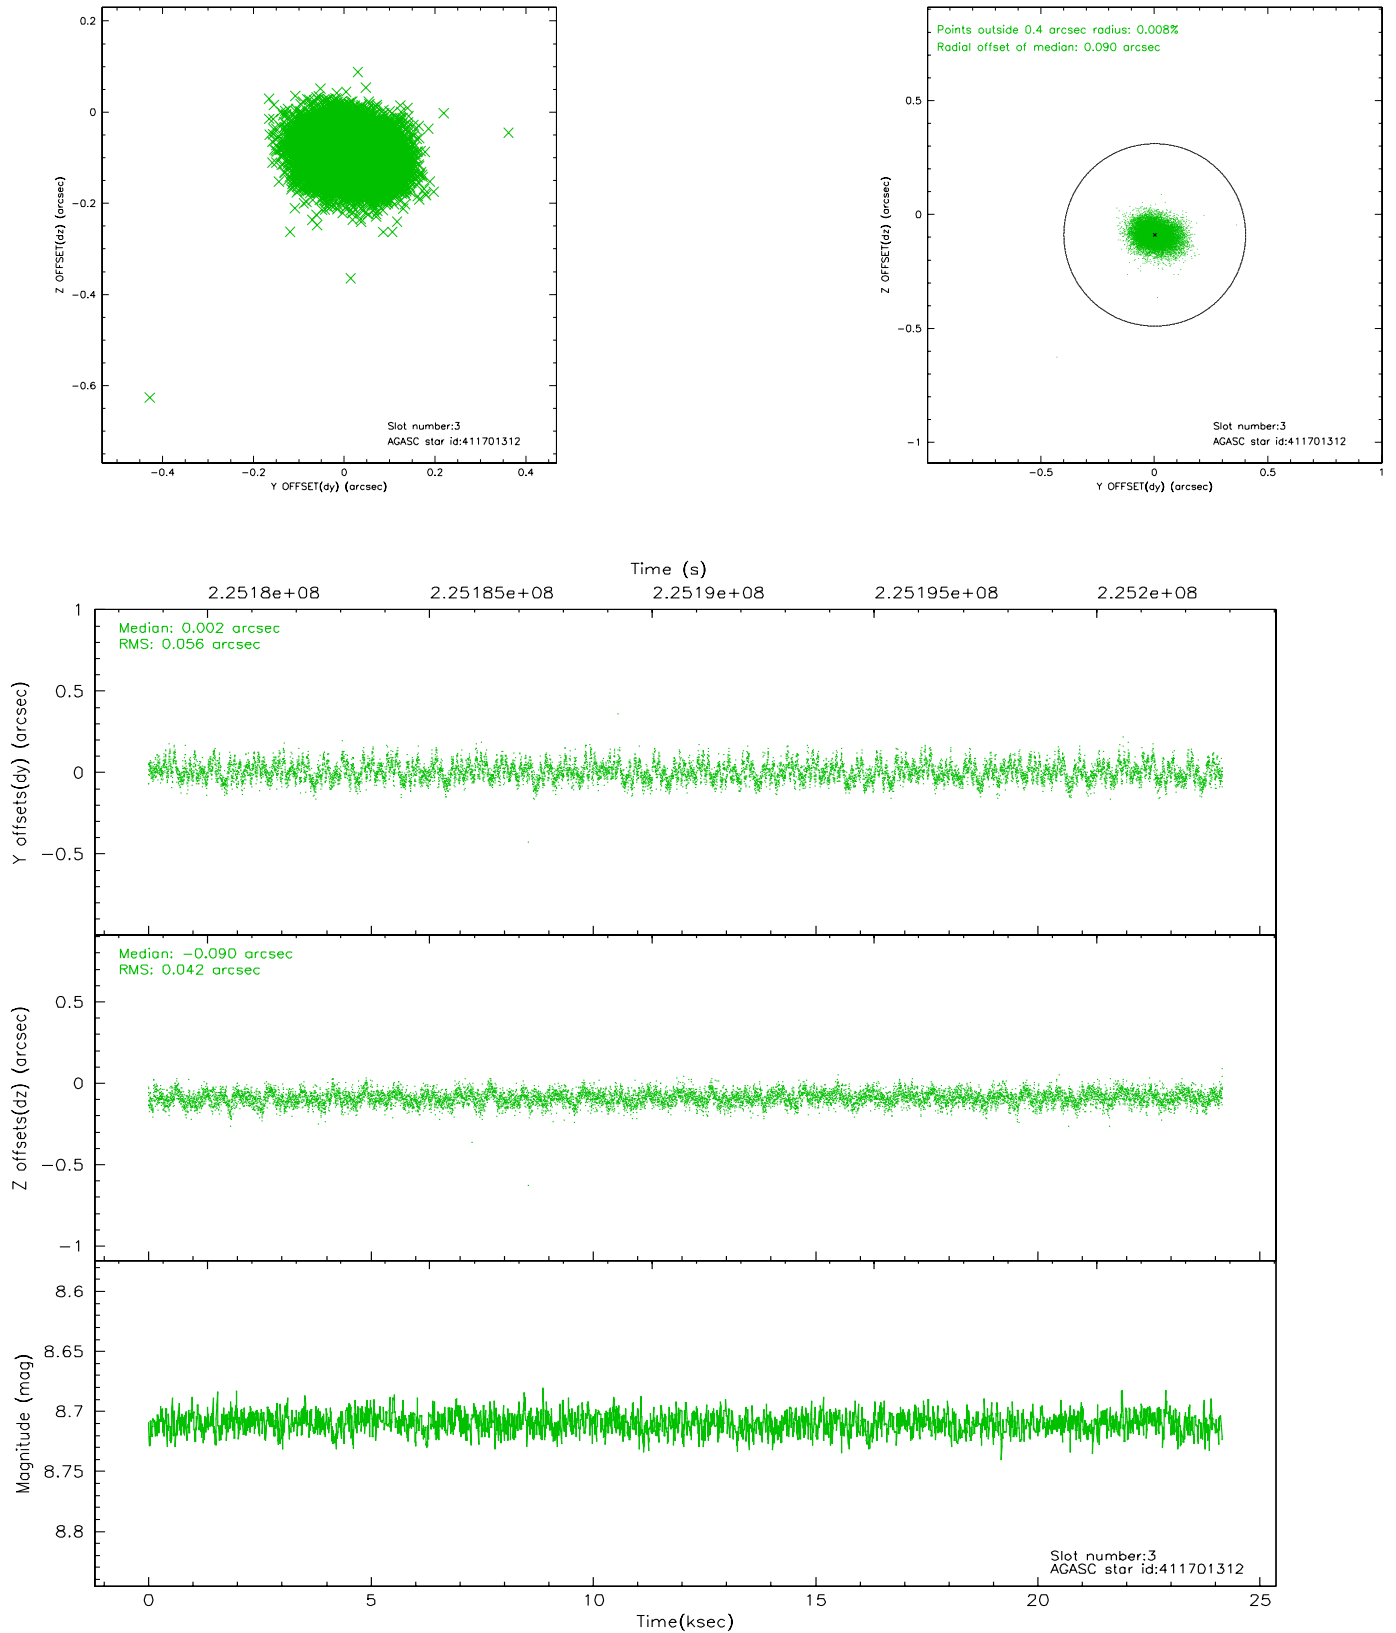 0.2
0
−0.2
−0.4
−0.6
Z OFFSET(dz) (arcsec)
Slot number:3
AGASC star id:411701312
−0.4 −0.2 0 0.2 0.4
Y OFFSET(dy) (arcsec)
Points outside 0.4 arcsec radius: 0.008%
Radial offset of median: 0.090 arcsec
0.5
0
−0.5
−1
Z OFFSET(dz) (arcsec)
Slot number:3
AGASC star id:411701312
−0.5 0 0.5 1
Y OFFSET(dy) (arcsec)
Time (s)
2.2518e+08 2.25185e+08 2.2519e+08 2.25195e+08 2.252e+08
Median: 0.002 arcsec
RMS: 0.056 arcsec
1
0.5
0
−0.5
Y offsets(dy) (arcsec)
Median: −0.090 arcsec
RMS: 0.042 arcsec
0.5
0
−0.5
−1
Z offsets(dz) (arcsec)
8.6
8.65
8.7
8.75
8.8
Magnitude (mag)
Slot number:3
AGASC star id:411701312
0 5 10 15 20 25
Time(ksec)